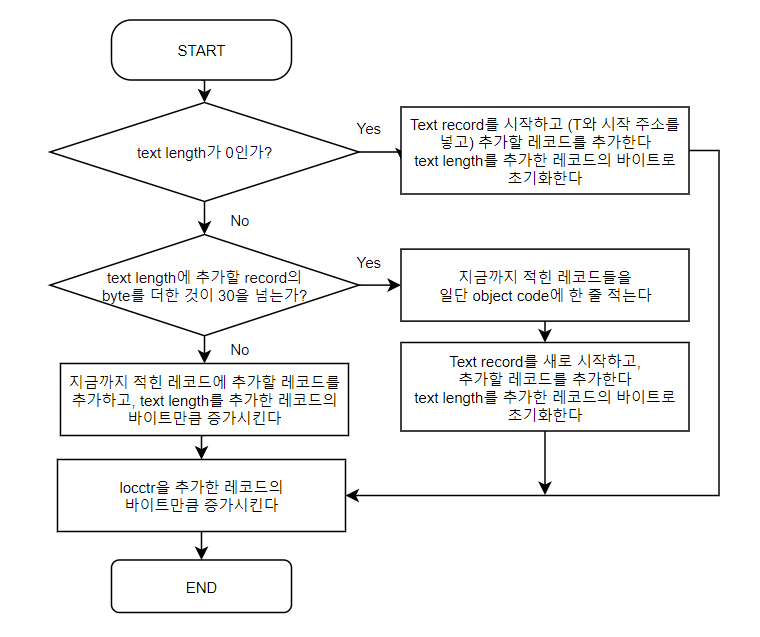 START
text length가 0인가?
Yes
Text record를 시작하고 (T와 시작 주소를
넣고) 추가할 레코드를 추가한다
text length를 추가한 레코드의 바이트로
초기화한다
No
text length에 추가할 record의
byte를 더한 것이 30을 넘는가?
Yes
지금까지 적힌 레코드들을
일단 object code에 한 줄 적는다
No
Text record를 새로 시작하고,
추가할 레코드를 추가한다
text length를 추가한 레코드의 바이트로
초기화한다
지금까지 적힌 레코드에 추가할 레코드를
추가하고, text length를 추가한 레코드의
바이트만큼 증가시킨다
locctr을 추가한 레코드의
바이트만큼 증가시킨다
END